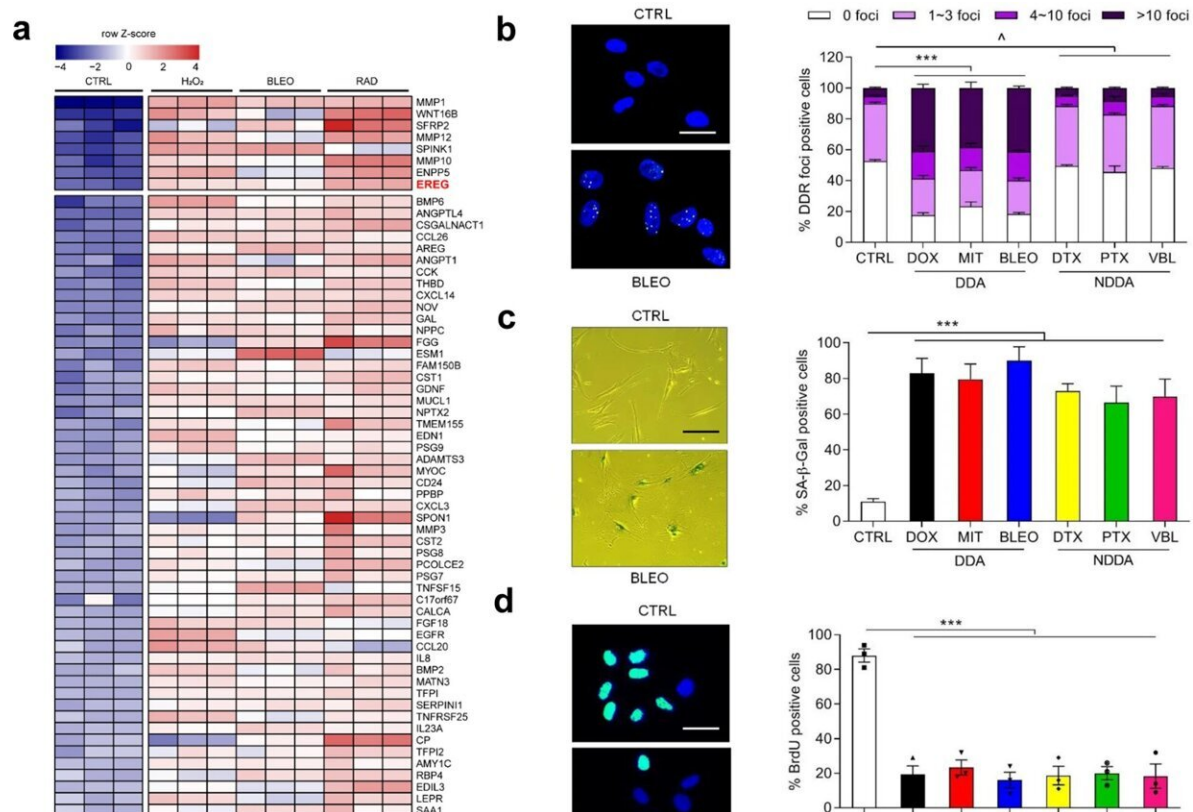 a
row Z-score
−4 −2 0 2 4
CTRL H₂O₂ BLEO RAD
MMP1
WNT16B
SFRP2
MMP12
SPINK1
MMP10
ENPP5
EREG
BMP6
ANGPTL4
CSGALNACT1
CCL26
AREG
ANGPT1
CCK
THBD
CXCL14
NOV
GAL
NPPC
FGG
ESM1
FAM150B
CST1
GDNF
MUCL1
NPTX2
TMEM155
EDN1
PSG9
ADAMTS3
MYOC
CD24
PPBP
CXCL3
SPON1
MMP3
CST2
PSG8
PCOLCE2
PSG7
TNFSF15
C17orf67
CALCA
FGF18
EGFR
CCL20
IL8
BMP2
MATN3
TFPI
SERPINI1
TNFRSF25
IL23A
CP
TFPI2
AMY1C
RBP4
EDIL3
LEPR
SAA1
b
CTRL
BLEO
0 foci 1~3 foci 4~10 foci >10 foci
^
***
% DDR foci positive cells
120
100
80
60
40
20
0
CTRL DOX MIT BLEO DTX PTX VBL
DDA NDDA
c
CTRL
BLEO
***
% SA-β-Gal positive cells
100
80
60
40
20
0
CTRL DOX MIT BLEO DTX PTX VBL
DDA NDDA
d
CTRL
***
% BrdU positive cells
100
80
60
40
20
0